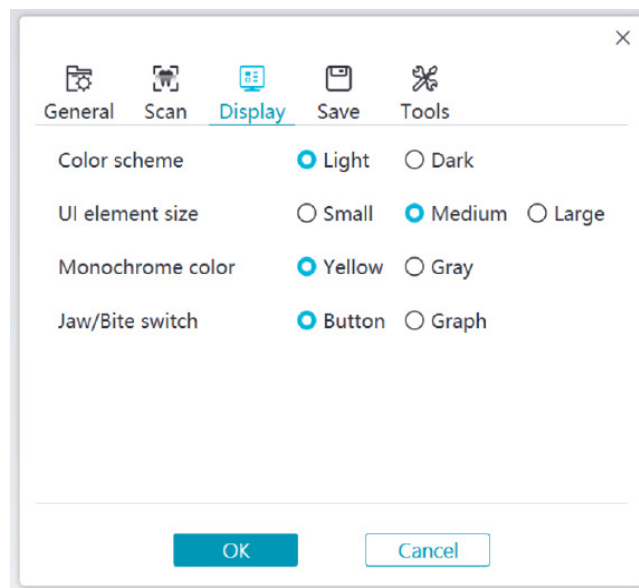 General Scan Display Save Tools
Color scheme Light Dark
UI element size Small Medium Large
Monochrome color Yellow Gray
Jaw/Bite switch Button Graph
OK Cancel